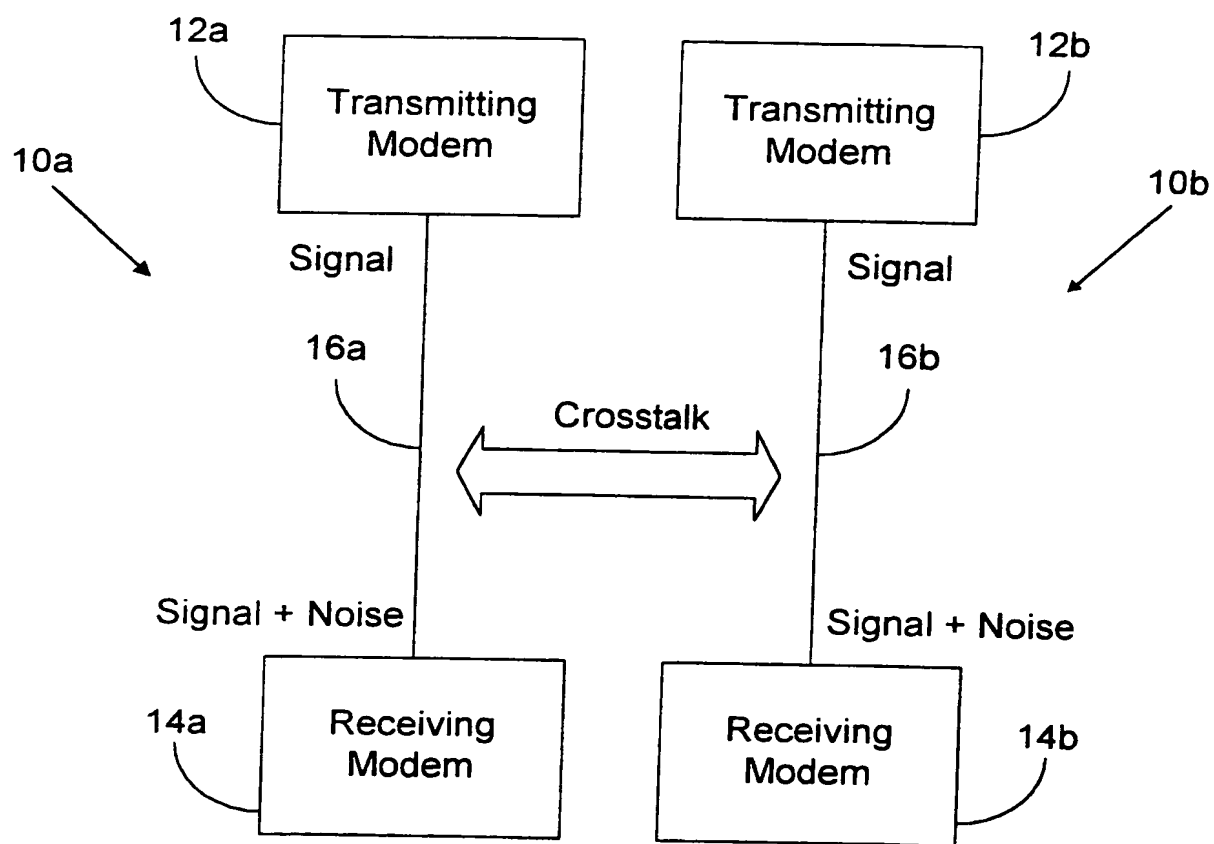 12a
12b
Transmitting
Modem
Transmitting
Modem
10a
10b
Signal
Signal
16a
16b
Crosstalk
Signal + Noise
Signal + Noise
14a
Receiving
Modem
Receiving
Modem
14b